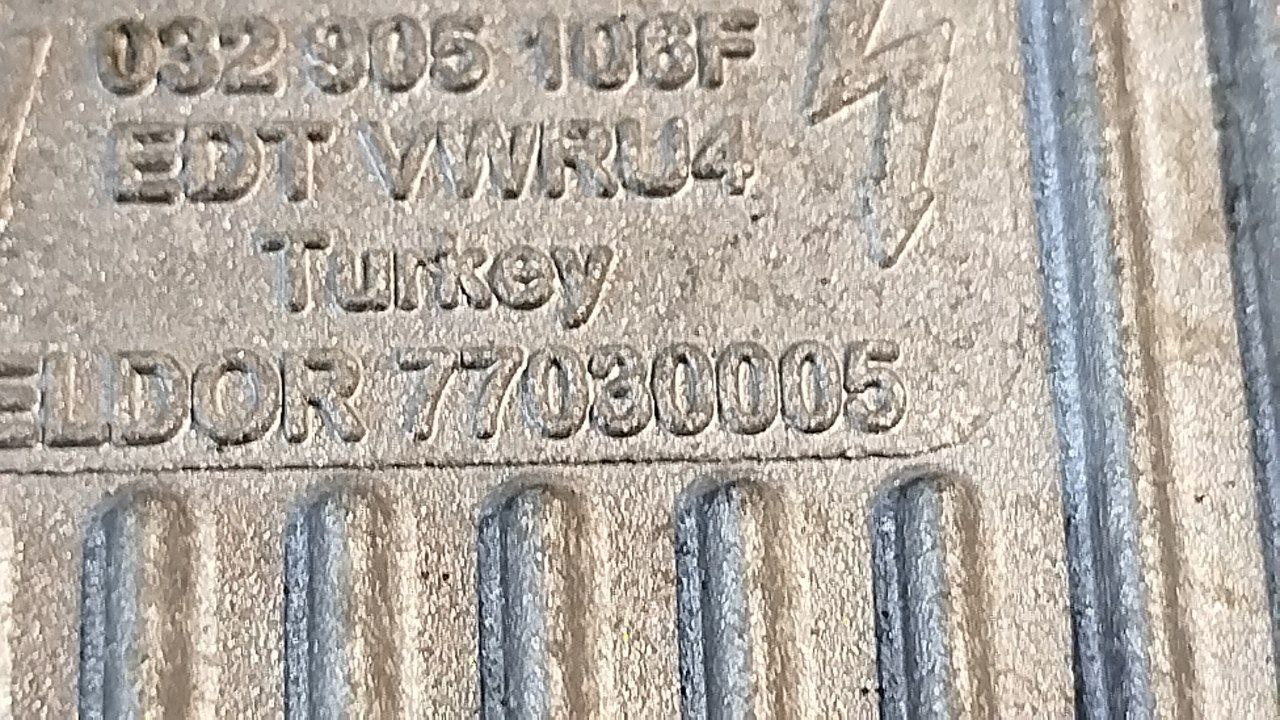 032 905 106F
EDT VWRU4
Turkey
ELDOR 77030005